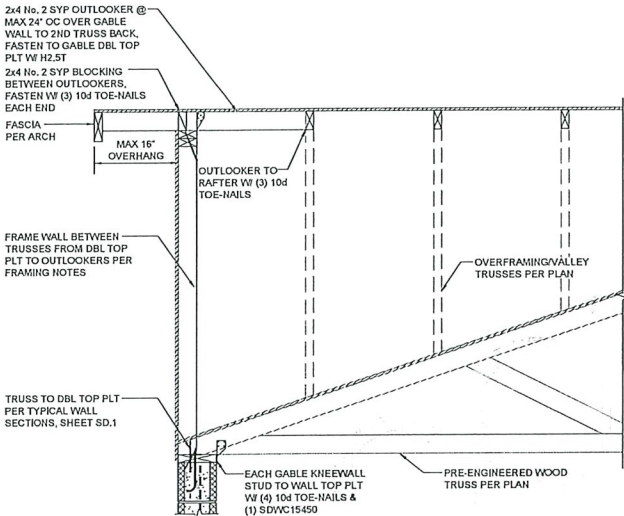 2x4 No. 2 SYP OUTLOOKER @
MAX 24" OC OVER GABLE
WALL TO 2ND TRUSS BACK,
FASTEN TO GABLE DBL TOP
PLT W/ H2.5T
2x4 No. 2 SYP BLOCKING
BETWEEN OUTLOOKERS,
FASTEN W/ (3) 10d TOE-NAILS
EACH END
FASCIA
PER ARCH
MAX 16"
OVERHANG
OUTLOOKER TO
RAFTER W/ (3) 10d
TOE-NAILS
FRAME WALL BETWEEN
TRUSSES FROM DBL TOP
PLT TO OUTLOOKERS PER
FRAMING NOTES
OVERFRAMING/VALLEY
TRUSSES PER PLAN
TRUSS TO DBL TOP PLT
PER TYPICAL WALL
SECTIONS, SHEET SD.1
EACH GABLE KNEEWALL
STUD TO WALL TOP PLT
W/ (4) 10d TOE-NAILS &
(1) SDWC15450
PRE-ENGINEERED WOOD
TRUSS PER PLAN